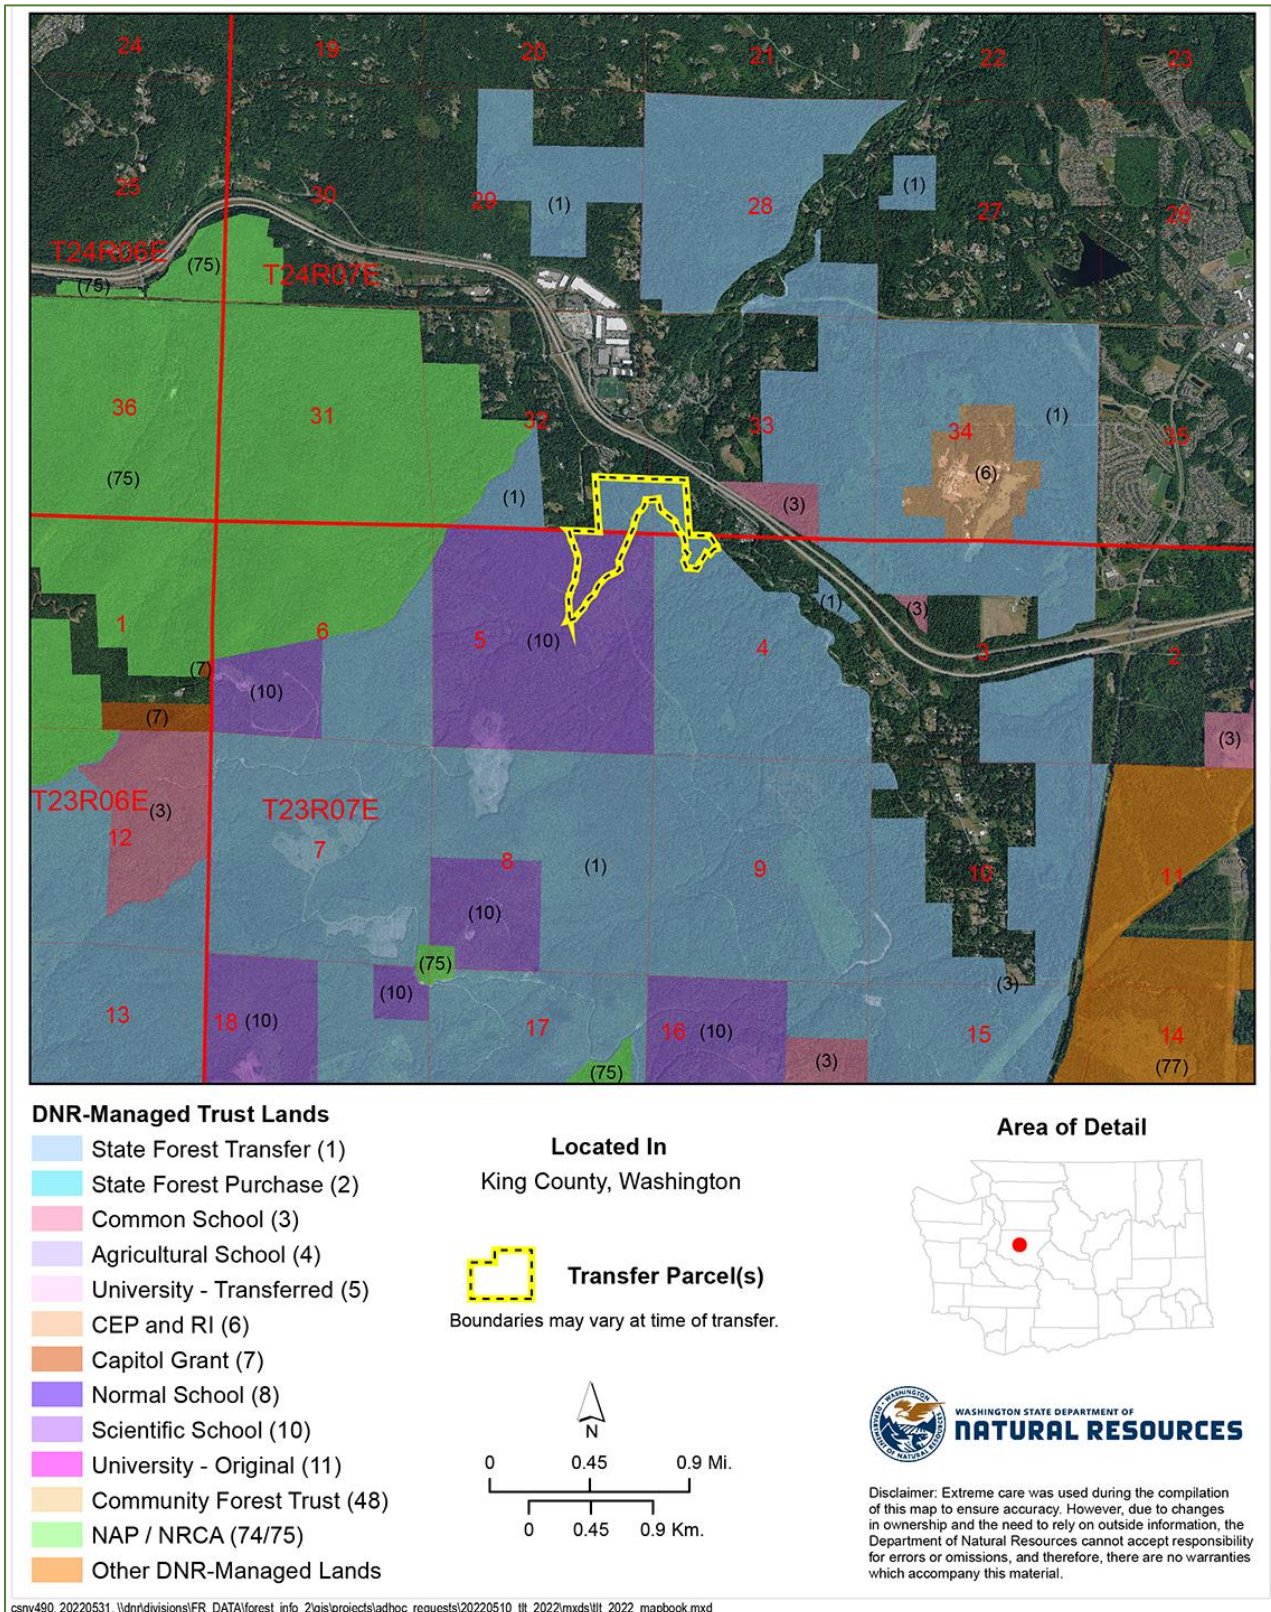 24
19
20
21
22
23
25
30
29
(1)
28
(1)
27
26
T24R06E
(75)
T24R07E
(75)
36
31
32
33
34
(1)
35
(75)
(1)
(3)
(6)
1
6
5
(10)
4
(1)
(3)
3
2
(7)
(10)
(7)
(3)
T23R06E
(3)
T23R07E
12
7
8
(1)
9
10
11
(10)
(75)
(10)
(3)
13
18
(10)
17
16
(10)
15
14
(75)
(3)
(77)
DNR-Managed Trust Lands
State Forest Transfer (1)
State Forest Purchase (2)
Common School (3)
Agricultural School (4)
University - Transferred (5)
CEP and RI (6)
Capitol Grant (7)
Normal School (8)
Scientific School (10)
University - Original (11)
Community Forest Trust (48)
NAP / NRCA (74/75)
Other DNR-Managed Lands
Located In
King County, Washington
Transfer Parcel(s)
Boundaries may vary at time of transfer.
N
0 0.45 0.9 Mi.
0 0.45 0.9 Km.
Area of Detail
WASHINGTON STATE
DEPARTMENT OF NATURAL RESOURCES
WASHINGTON STATE DEPARTMENT OF
NATURAL RESOURCES
Disclaimer: Extreme care was used during the compilation
of this map to ensure accuracy. However, due to changes
in ownership and the need to rely on outside information, the
Department of Natural Resources cannot accept responsibility
for errors or omissions, and therefore, there are no warranties
which accompany this material.
csnv490, 20220531, \\dnr\divisions\FR_DATA\forest_info_2\gis\projects\adhoc_requests\20220510_tlt_2022\mxds\tlt_2022_mapbook.mxd